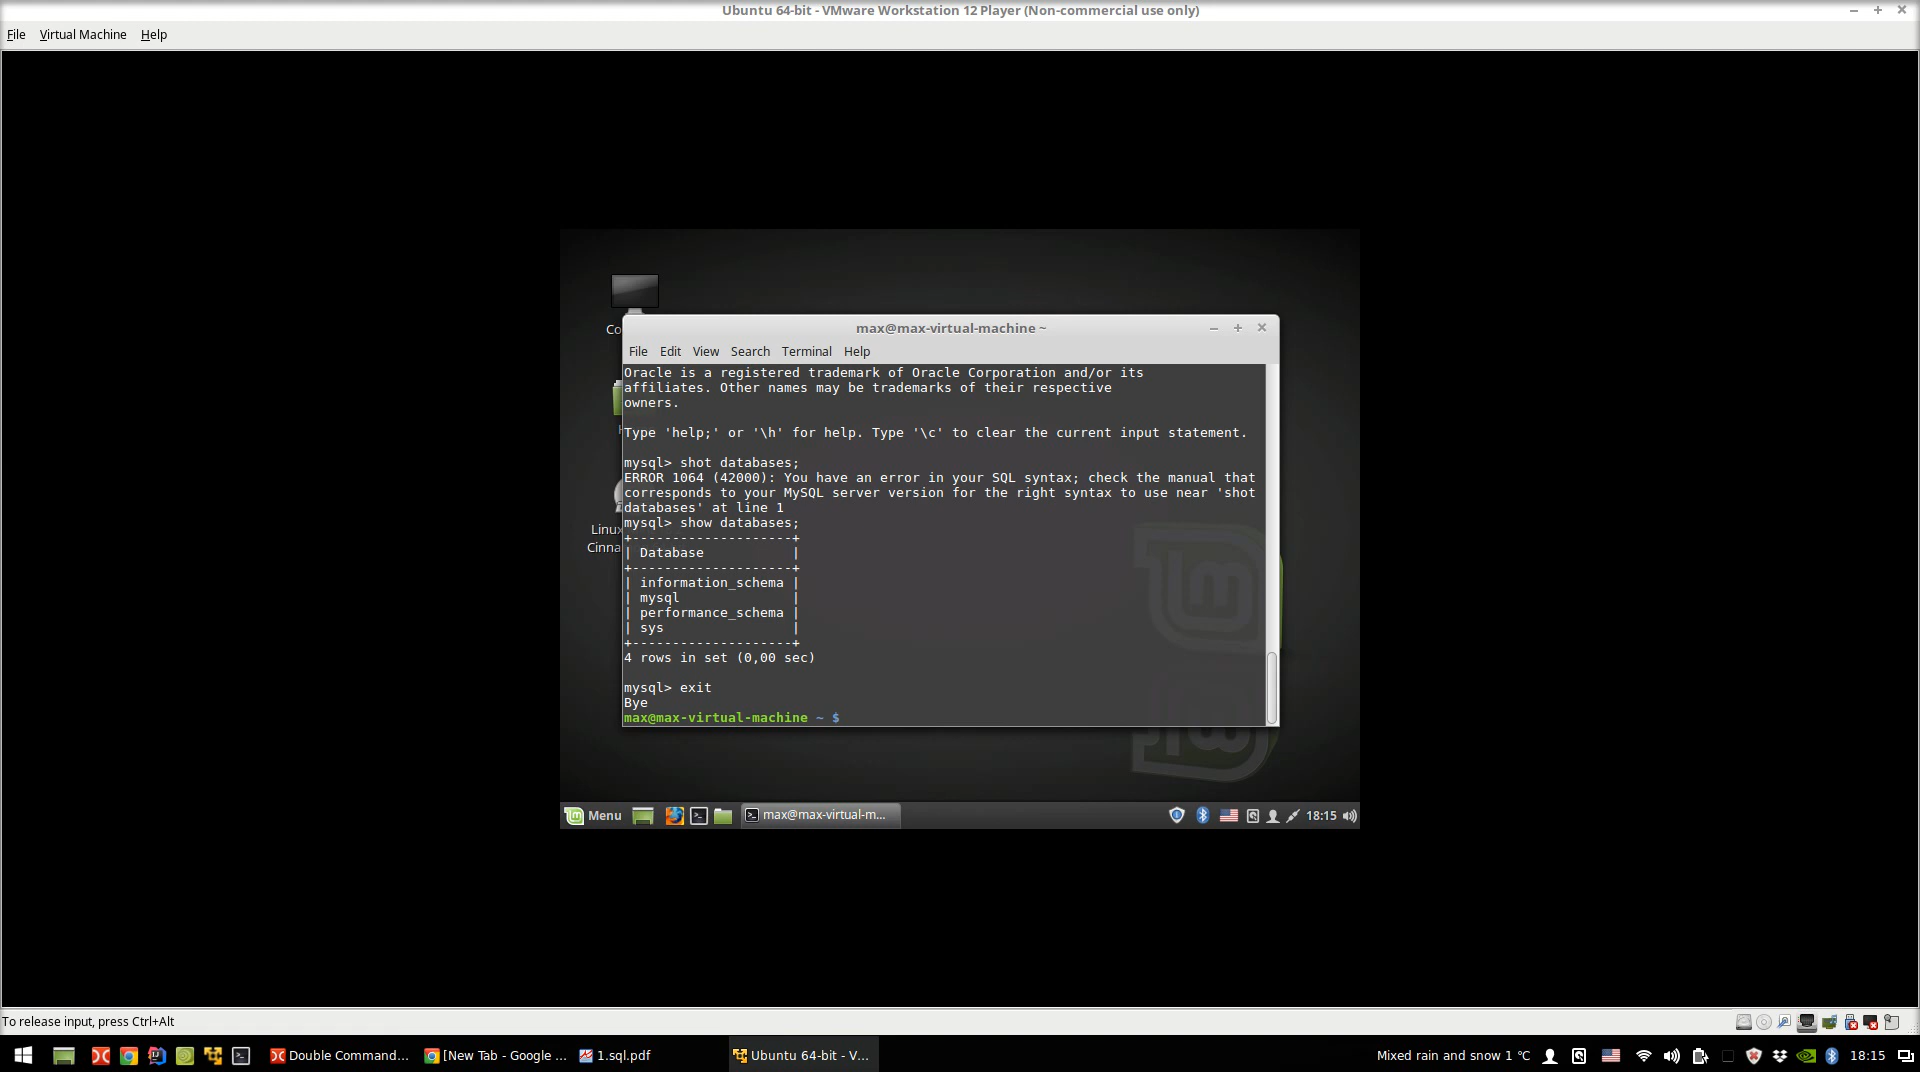 Ubuntu 64-bit - VMware Workstation 12 Player (Non-commercial use only)
File Virtual Machine Help
max@max-virtual-machine ~
File Edit View Search Terminal Help
Oracle is a registered trademark of Oracle Corporation and/or its
affiliates. Other names may be trademarks of their respective
owners.
Type 'help;' or '\h' for help. Type '\c' to clear the current input statement.
mysql> shot databases;
ERROR 1064 (42000): You have an error in your SQL syntax; check the manual that
corresponds to your MySQL server version for the right syntax to use near 'shot
databases' at line 1
mysql> show databases;
+--------------------+
| Database           |
+--------------------+
| information_schema |
| mysql              |
| performance_schema |
| sys                |
+--------------------+
4 rows in set (0,00 sec)
mysql> exit
Bye
max@max-virtual-machine ~ $
Co
H
Linux
Cinna
Menu max@max-virtual-m... 18:15
To release input, press Ctrl+Alt
Double Command... [New Tab - Google ... 1.sql.pdf Ubuntu 64-bit - V... Mixed rain and snow 1 °C 18:15